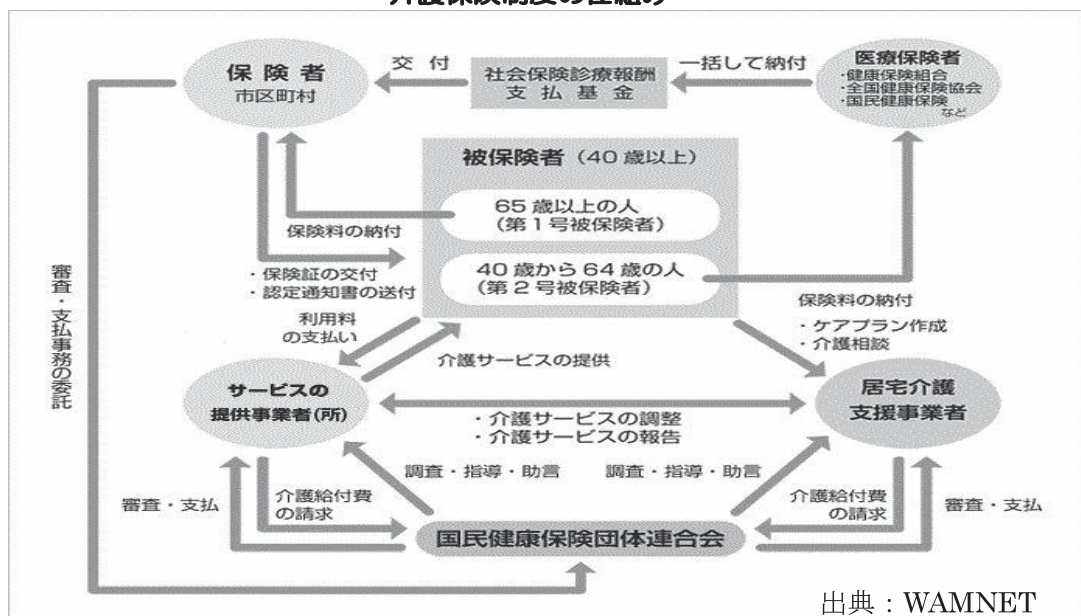 介護保険制度の仕組み
保険者
市区町村
交付
社会保険診療報酬
支払基金
一括して納付
医療保険者
・健康保険組合
・全国健康保険協会
・国民健康保険
など
被保険者（40歳以上）
65歳以上の人
（第1号被保険者）
40歳から64歳の人
（第2号被保険者）
保険料の納付
・保険証の交付
・認定通知書の送付
保険料の納付
・ケアプラン作成
・介護相談
利用料
の支払い
介護サービスの提供
審査・支払事務の委託
サービスの
提供事業者(所)
・介護サービスの調整
・介護サービスの報告
居宅介護
支援事業者
調査・指導・助言
調査・指導・助言
審査・支払
介護給付費
の請求
介護給付費
の請求
審査・支払
国民健康保険団体連合会
出典：WAMNET